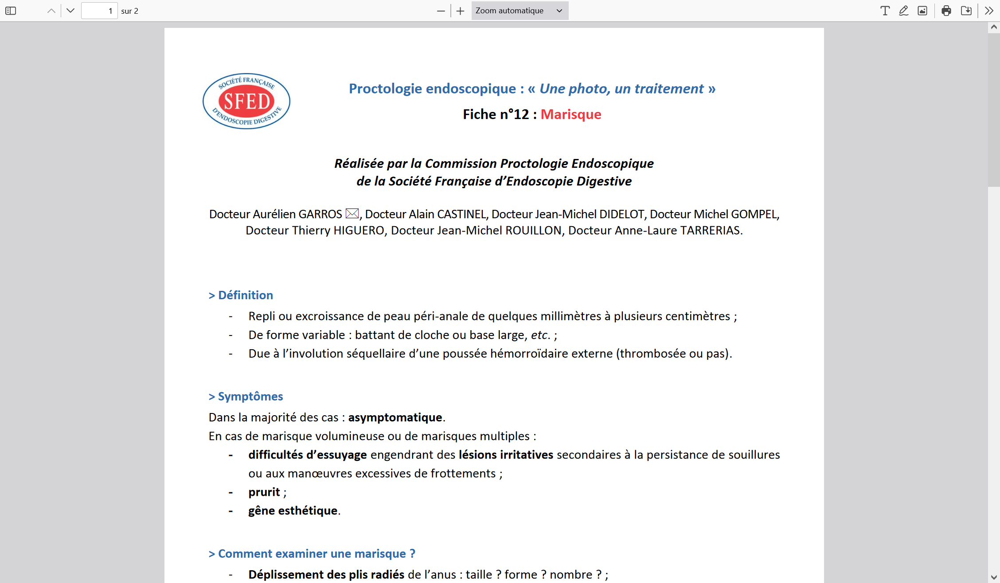 1 sur 2 Zoom automatique
SOCIÉTÉ FRANÇAISE
SFED
D'ENDOSCOPIE DIGESTIVE
Proctologie endoscopique : « Une photo, un traitement »
Fiche n°12 : Marisque
Réalisée par la Commission Proctologie Endoscopique
de la Société Française d’Endoscopie Digestive
Docteur Aurélien GARROS ✉, Docteur Alain CASTINEL, Docteur Jean-Michel DIDELOT, Docteur Michel GOMPEL,
Docteur Thierry HIGUERO, Docteur Jean-Michel ROUILLON, Docteur Anne-Laure TARRERIAS.
> Définition
- Repli ou excroissance de peau péri-anale de quelques millimètres à plusieurs centimètres ;
- De forme variable : battant de cloche ou base large, etc. ;
- Due à l’involution séquellaire d’une poussée hémorroïdaire externe (thrombosée ou pas).
> Symptômes
Dans la majorité des cas : asymptomatique.
En cas de marisque volumineuse ou de marisques multiples :
- difficultés d’essuyage engendrant des lésions irritatives secondaires à la persistance de souillures
ou aux manœuvres excessives de frottements ;
- prurit ;
- gêne esthétique.
> Comment examiner une marisque ?
- Déplissement des plis radiés de l’anus : taille ? forme ? nombre ? ;